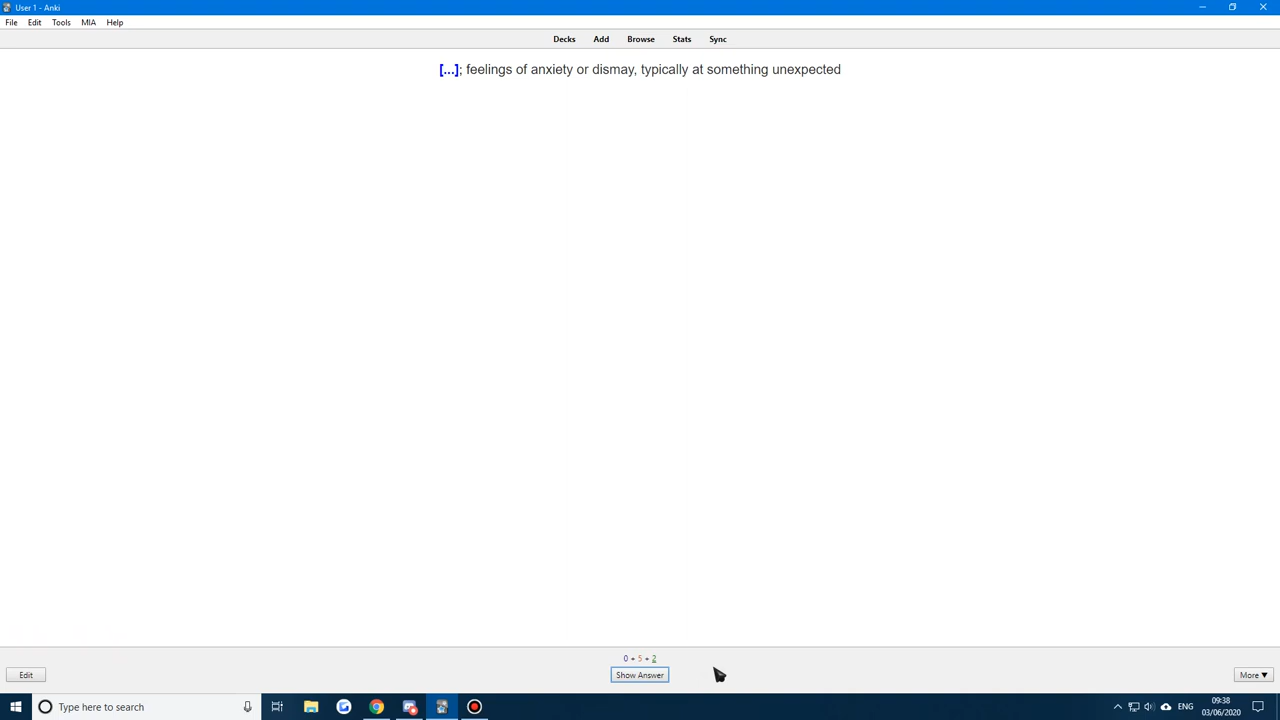 User 1 - Anki
File Edit Tools MIA Help
Decks Add Browse Stats Sync
[...]; feelings of anxiety or dismay, typically at something unexpected
0 + 5 + 2
Edit Show Answer More ▼
Type here to search ENG 09:38
03/06/2020